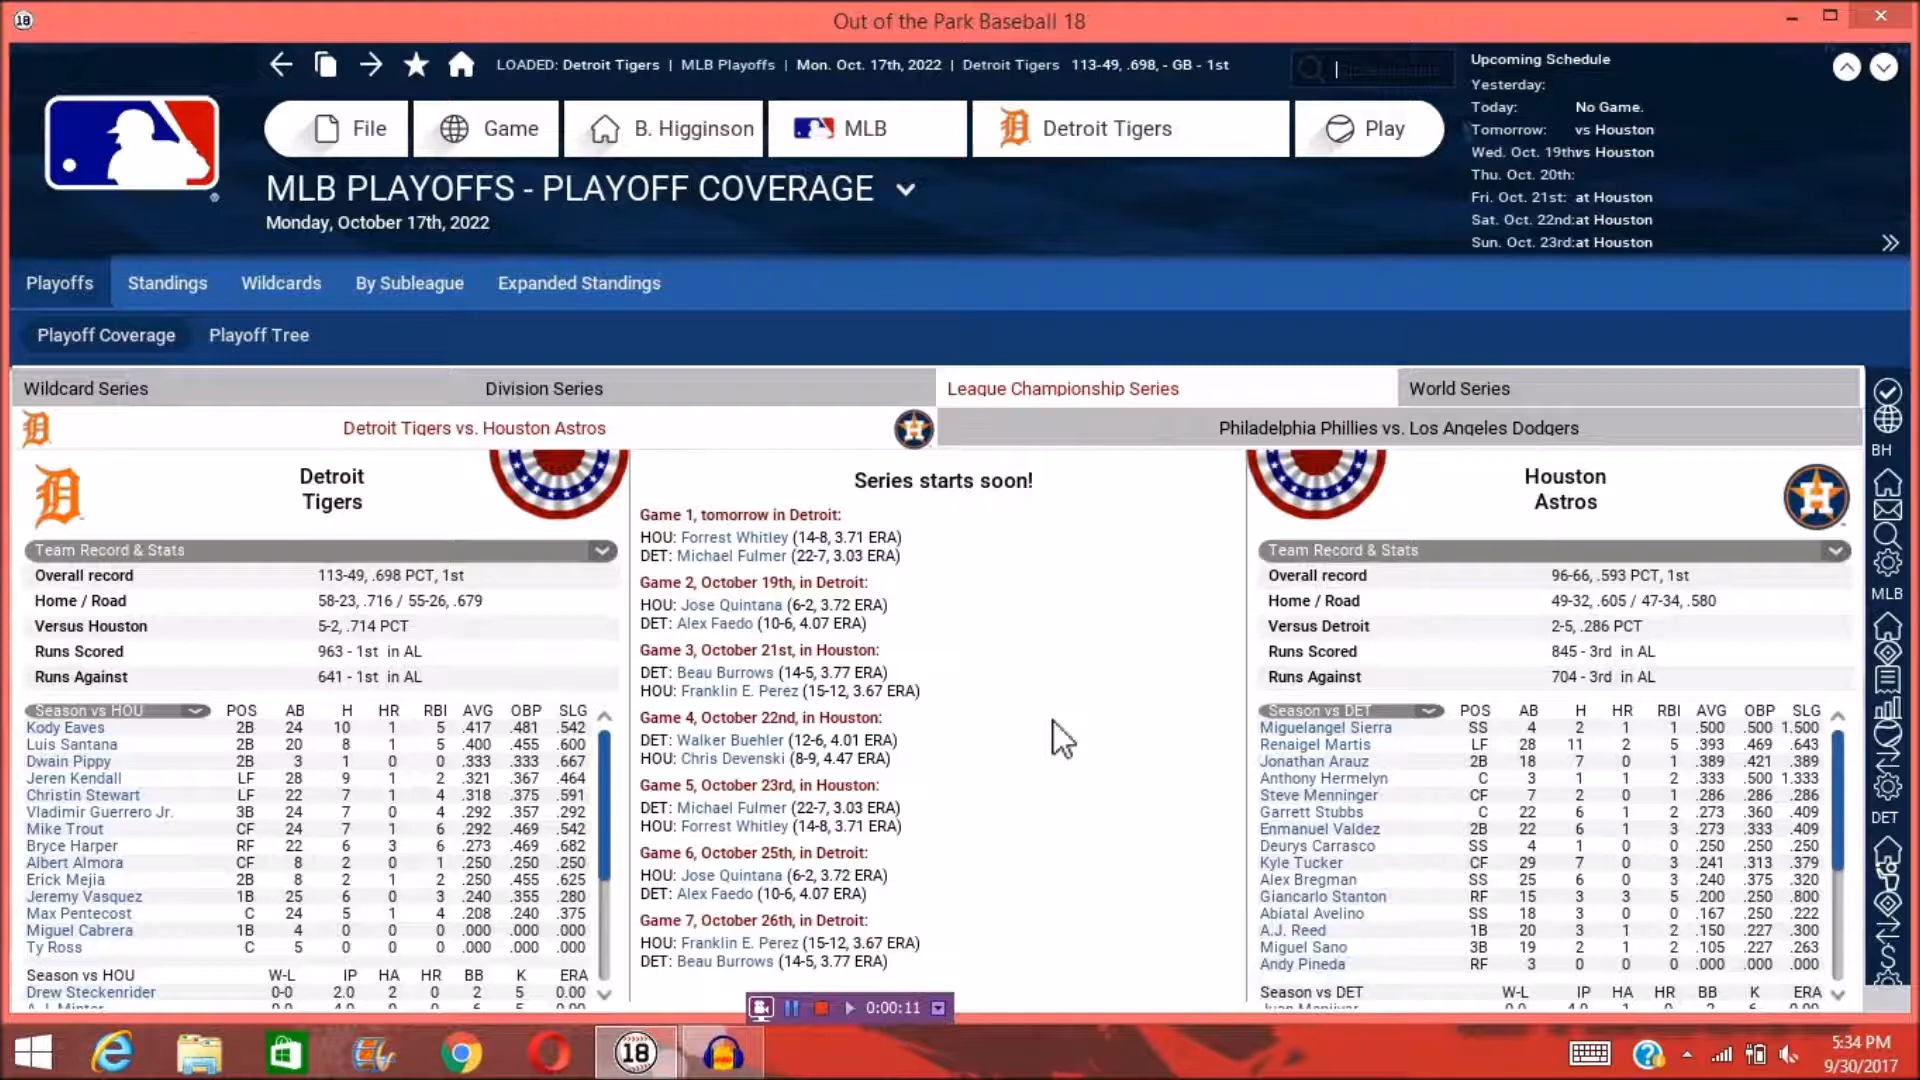 18
Out of the Park Baseball 18
LOADED: Detroit Tigers | MLB Playoffs | Mon. Oct. 17th, 2022 | Detroit Tigers 113-49, .698, - GB - 1st
Upcoming Schedule
Yesterday:
Today: No Game.
Tomorrow: vs Houston
Wed. Oct. 19th: vs Houston
Thu. Oct. 20th:
Fri. Oct. 21st: at Houston
Sat. Oct. 22nd: at Houston
Sun. Oct. 23rd: at Houston
File
Game
B. Higginson
MLB
Detroit Tigers
Play
MLB PLAYOFFS - PLAYOFF COVERAGE
Monday, October 17th, 2022
Playoffs Standings Wildcards By Subleague Expanded Standings
Playoff Coverage Playoff Tree
Wildcard Series Division Series League Championship Series World Series
Detroit Tigers vs. Houston Astros Philadelphia Phillies vs. Los Angeles Dodgers
Detroit
Tigers
Team Record & Stats
Overall record 113-49, .698 PCT, 1st
Home / Road 58-23, .716 / 55-26, .679
Versus Houston 5-2, .714 PCT
Runs Scored 963 - 1st in AL
Runs Against 641 - 1st in AL
Season vs HOU POS AB H HR RBI AVG OBP SLG
Kody Eaves 2B 24 10 1 5 .417 .481 .542
Luis Santana 2B 20 8 1 5 .400 .455 .600
Dwain Pippy 2B 3 1 0 0 .333 .333 .667
Jeren Kendall LF 28 9 1 2 .321 .367 .464
Christin Stewart LF 22 7 1 4 .318 .375 .591
Vladimir Guerrero Jr. 3B 24 7 0 4 .292 .357 .292
Mike Trout CF 24 7 1 6 .292 .469 .542
Bryce Harper RF 22 6 3 6 .273 .469 .682
Albert Almora CF 8 2 0 1 .250 .250 .250
Erick Mejia 2B 8 2 1 2 .250 .455 .625
Jeremy Vasquez 1B 25 6 0 3 .240 .355 .280
Max Pentecost C 24 5 1 4 .208 .240 .375
Miguel Cabrera 1B 4 0 0 0 .000 .000 .000
Ty Ross C 5 0 0 0 .000 .000 .000
Season vs HOU W-L IP HA HR BB K ERA
Drew Steckenrider 0-0 2.0 2 0 2 5 0.00
Series starts soon!
Game 1, tomorrow in Detroit:
HOU: Forrest Whitley (14-8, 3.71 ERA)
DET: Michael Fulmer (22-7, 3.03 ERA)
Game 2, October 19th, in Detroit:
HOU: Jose Quintana (6-2, 3.72 ERA)
DET: Alex Faedo (10-6, 4.07 ERA)
Game 3, October 21st, in Houston:
DET: Beau Burrows (14-5, 3.77 ERA)
HOU: Franklin E. Perez (15-12, 3.67 ERA)
Game 4, October 22nd, in Houston:
DET: Walker Buehler (12-6, 4.01 ERA)
HOU: Chris Devenski (8-9, 4.47 ERA)
Game 5, October 23rd, in Houston:
DET: Michael Fulmer (22-7, 3.03 ERA)
HOU: Forrest Whitley (14-8, 3.71 ERA)
Game 6, October 25th, in Detroit:
HOU: Jose Quintana (6-2, 3.72 ERA)
DET: Alex Faedo (10-6, 4.07 ERA)
Game 7, October 26th, in Detroit:
HOU: Franklin E. Perez (15-12, 3.67 ERA)
DET: Beau Burrows (14-5, 3.77 ERA)
Houston
Astros
Team Record & Stats
Overall record 96-66, .593 PCT, 1st
Home / Road 49-32, .605 / 47-34, .580
Versus Detroit 2-5, .286 PCT
Runs Scored 845 - 3rd in AL
Runs Against 704 - 3rd in AL
Season vs DET POS AB H HR RBI AVG OBP SLG
Miguelangel Sierra SS 4 2 1 1 .500 .500 1.500
Renaigel Martis LF 28 11 2 5 .393 .469 .643
Jonathan Arauz 2B 18 7 0 1 .389 .421 .389
Anthony Hermelyn C 3 1 1 2 .333 .500 1.333
Steve Menninger CF 7 2 0 1 .286 .286 .286
Garrett Stubbs C 22 6 1 2 .273 .360 .409
Enmanuel Valdez 2B 22 6 1 3 .273 .333 .409
Deurys Carrasco SS 4 1 0 0 .250 .250 .250
Kyle Tucker CF 29 7 0 3 .241 .313 .379
Alex Bregman SS 25 6 0 3 .240 .375 .320
Giancarlo Stanton RF 15 3 3 5 .200 .250 .800
Abiatal Avelino SS 18 3 0 0 .167 .250 .222
A.J. Reed 1B 20 3 1 2 .150 .227 .300
Miguel Sano 3B 19 2 1 2 .105 .227 .263
Andy Pineda RF 3 0 0 0 .000 .000 .000
Season vs DET W-L IP HA HR BB K ERA
BH
MLB
DET
0:00:11
18
5:34 PM
9/30/2017